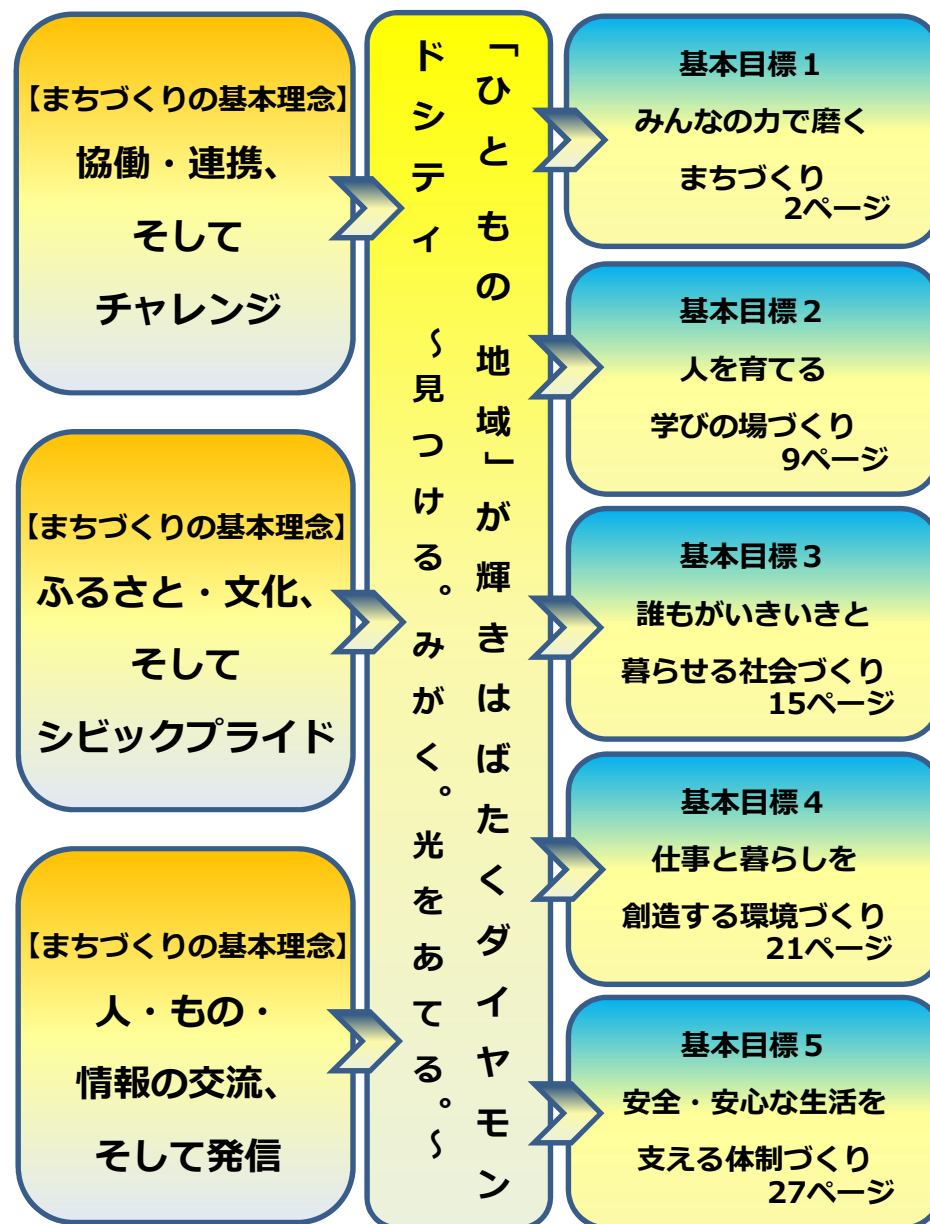 【まちづくりの基本理念】
協働・連携、
そして
チャレンジ
【まちづくりの基本理念】
ふるさと・文化、
そして
シビックプライド
【まちづくりの基本理念】
人・もの・
情報の交流、
そして発信
「ひともの地域」が輝きはばたくダイヤモン
ドシティ　～見つける。みがく。光をあてる。～
基本目標１
みんなの力で磨く
まちづくり
2ページ
基本目標２
人を育てる
学びの場づくり
9ページ
基本目標３
誰もがいきいきと
暮らせる社会づくり
15ページ
基本目標４
仕事と暮らしを
創造する環境づくり
21ページ
基本目標５
安全・安心な生活を
支える体制づくり
27ページ